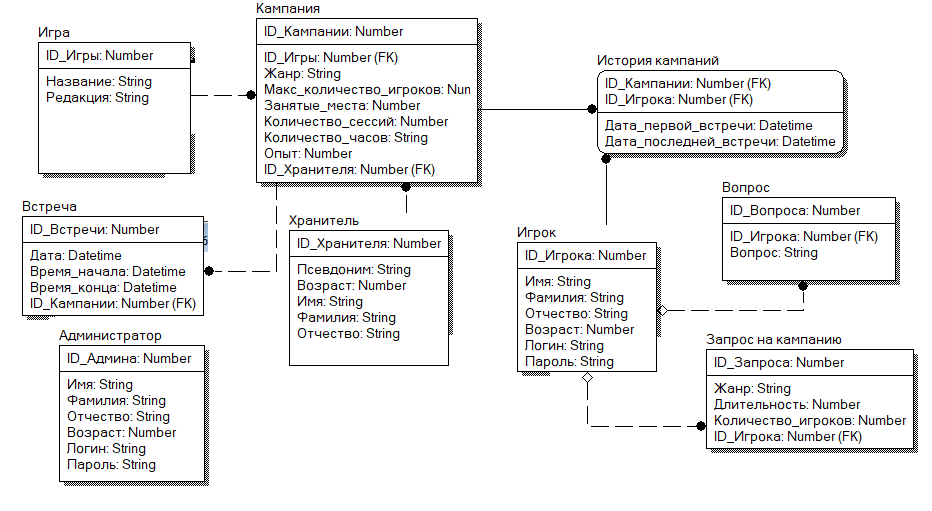 Игра
ID_Игры: Number
Название: String
Редакция: String
Кампания
ID_Кампании: Number
ID_Игры: Number (FK)
Жанр: String
Макс_количество_игроков: Num
Занятые_места: Number
Количество_сессий: Number
Количество_часов: String
Опыт: Number
ID_Хранителя: Number (FK)
История кампаний
ID_Кампании: Number (FK)
ID_Игрока: Number (FK)
Дата_первой_встречи: Datetime
Дата_последней_встречи: Datetime
Встреча
ID_Встречи: Number
Дата: Datetime
Время_начала: Datetime
Время_конца: Datetime
ID_Кампании: Number (FK)
Хранитель
ID_Хранителя: Number
Псевдоним: String
Возраст: Number
Имя: String
Фамилия: String
Отчество: String
Игрок
ID_Игрока: Number
Имя: String
Фамилия: String
Отчество: String
Возраст: Number
Логин: String
Пароль: String
Вопрос
ID_Вопроса: Number
ID_Игрока: Number (FK)
Вопрос: String
Администратор
ID_Админа: Number
Имя: String
Фамилия: String
Отчество: String
Возраст: Number
Логин: String
Пароль: String
Запрос на кампанию
ID_Запроса: Number
Жанр: String
Длительность: Number
Количество_игроков: Number
ID_Игрока: Number (FK)